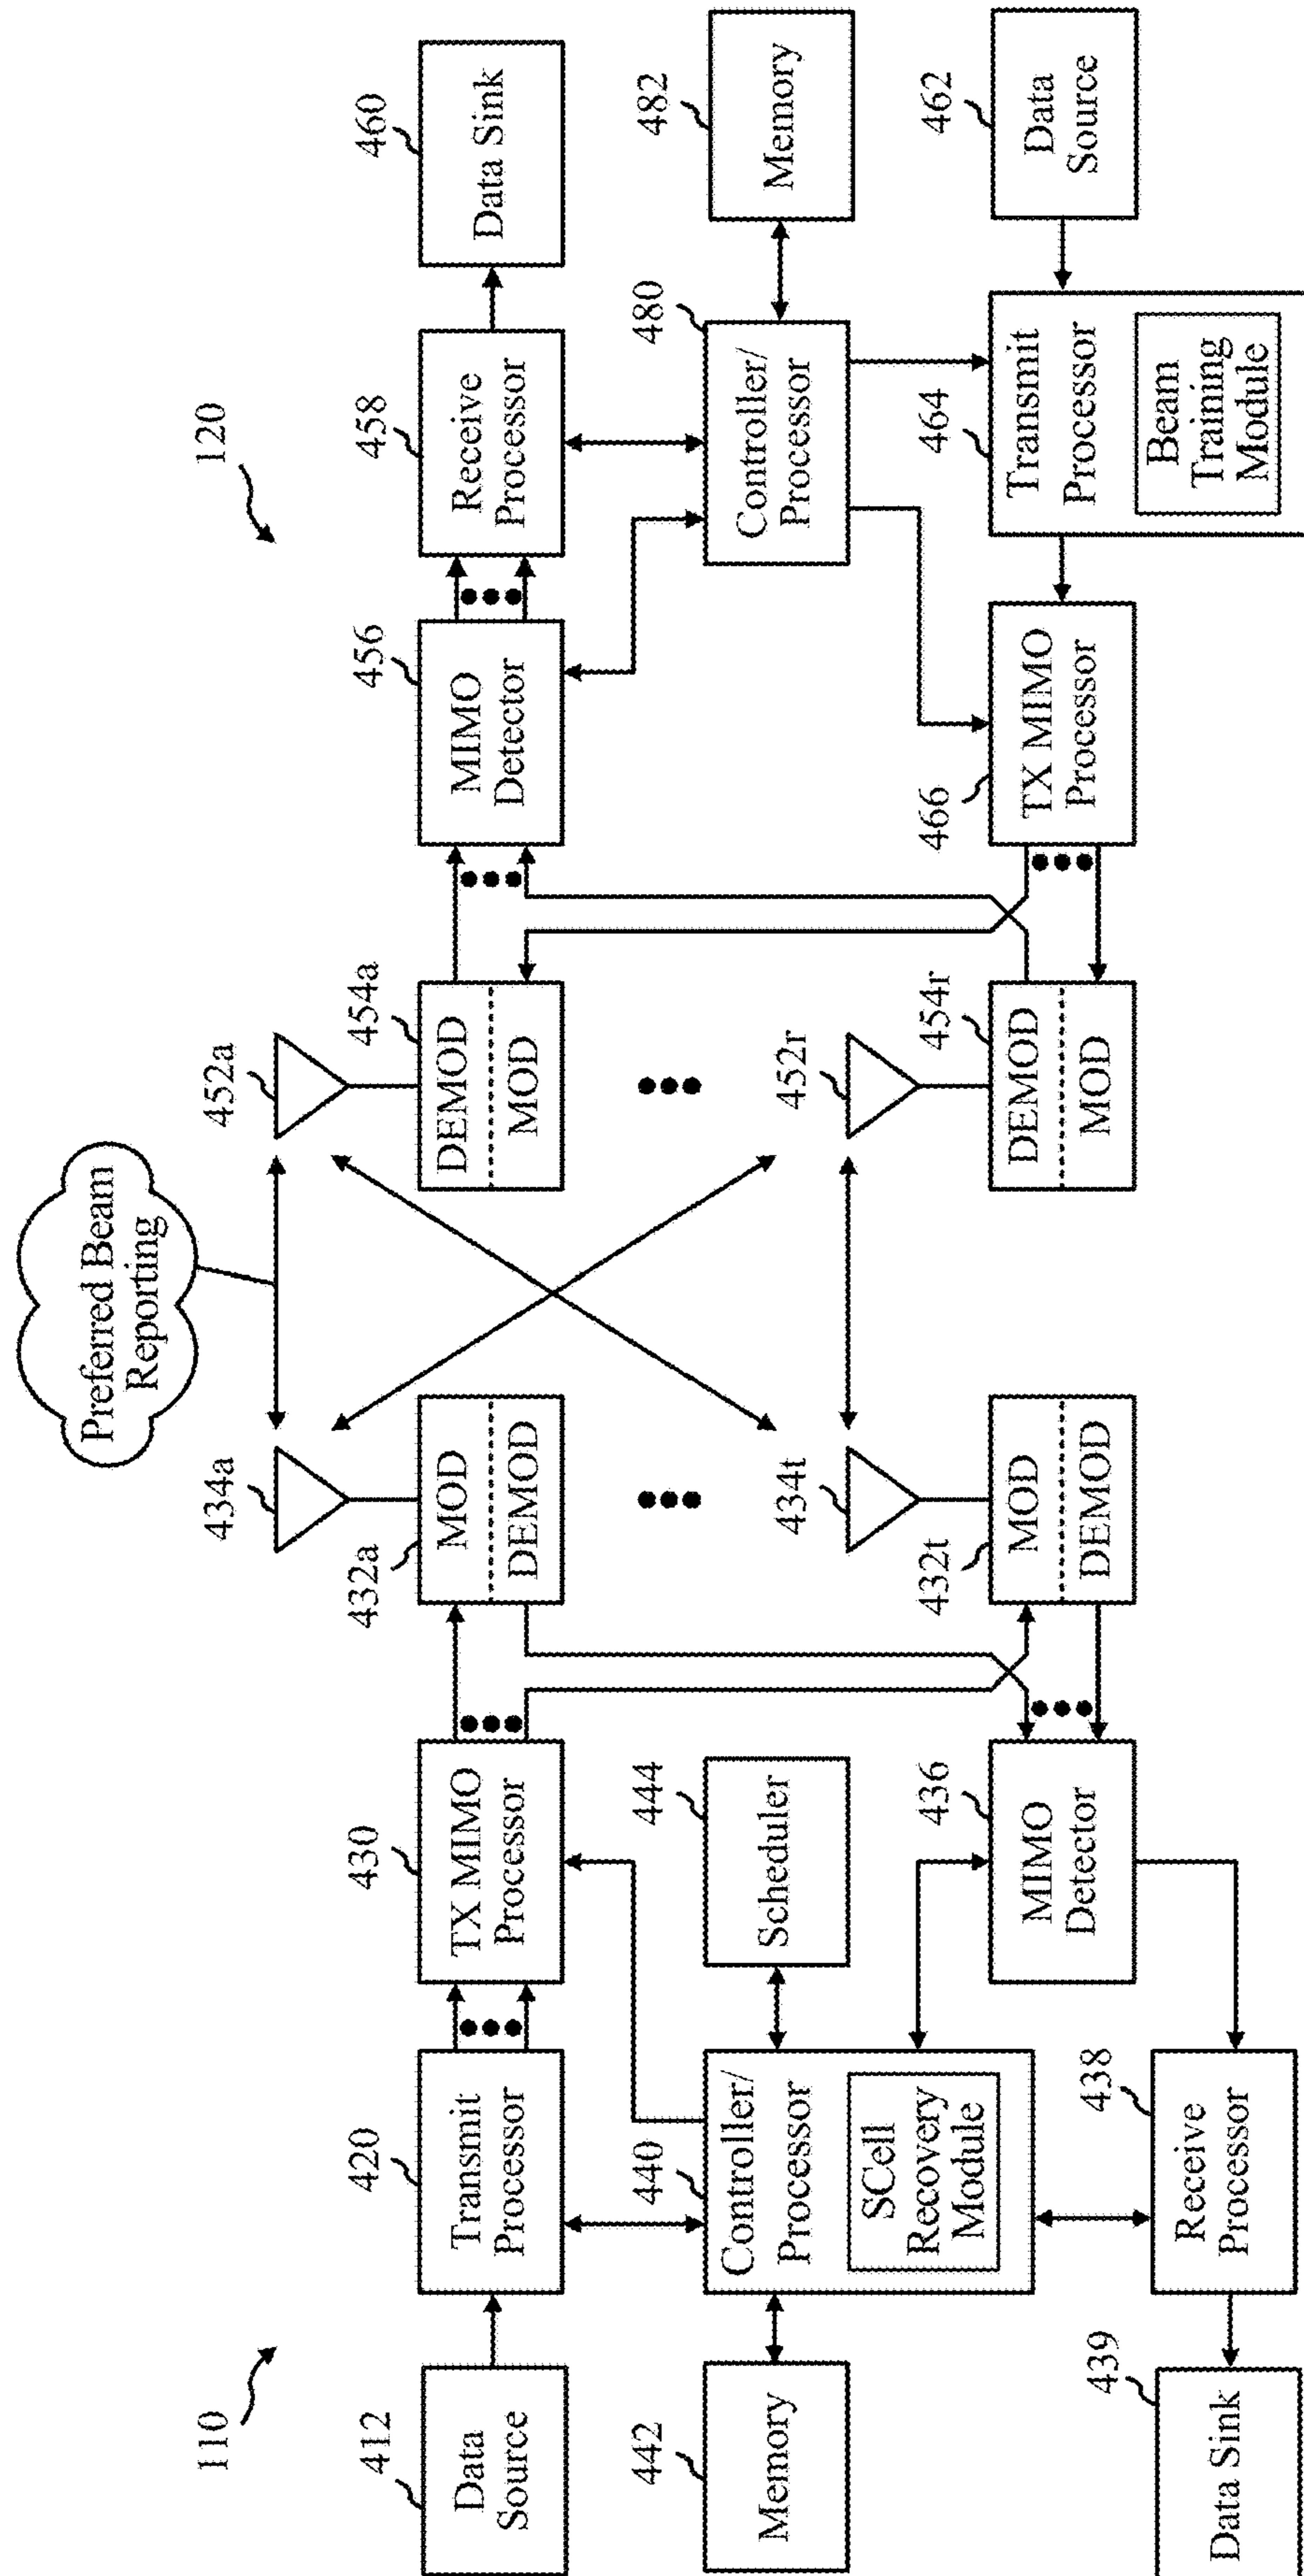 Preferred Beam
Reporting
110
120
412
Data
Source
420
Transmit
Processor
430
TX MIMO
Processor
432a
MOD
DEMOD
434a
452a
454a
DEMOD
MOD
456
MIMO
Detector
458
Receive
Processor
460
Data Sink
442
Memory
440
Controller/
Processor
SCell
Recovery
Module
444
Scheduler
434t
452r
480
Controller/
Processor
482
Memory
439
Data Sink
438
Receive
Processor
436
MIMO
Detector
432t
MOD
DEMOD
454r
DEMOD
MOD
466
TX MIMO
Processor
464
Transmit
Processor
Beam
Training
Module
462
Data
Source